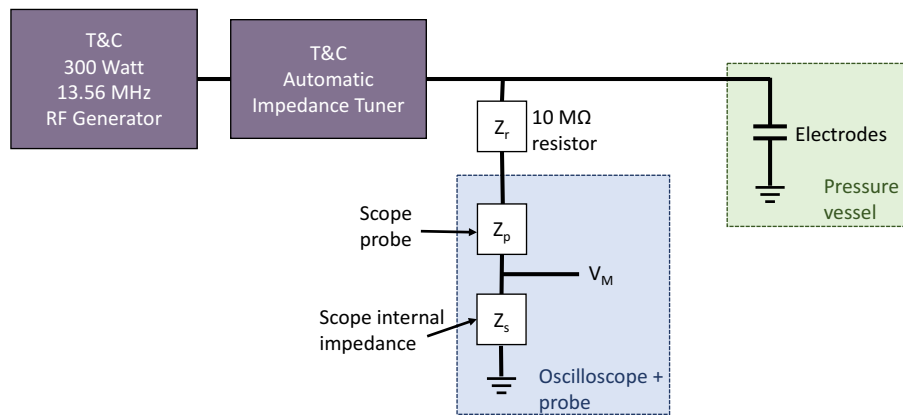 T&C
300 Watt
13.56 MHz
RF Generator
T&C
Automatic
Impedance Tuner
Zr
10 MΩ
resistor
Electrodes
Pressure
vessel
Scope
probe
Zp
VM
Scope internal
impedance
Zs
Oscilloscope +
probe